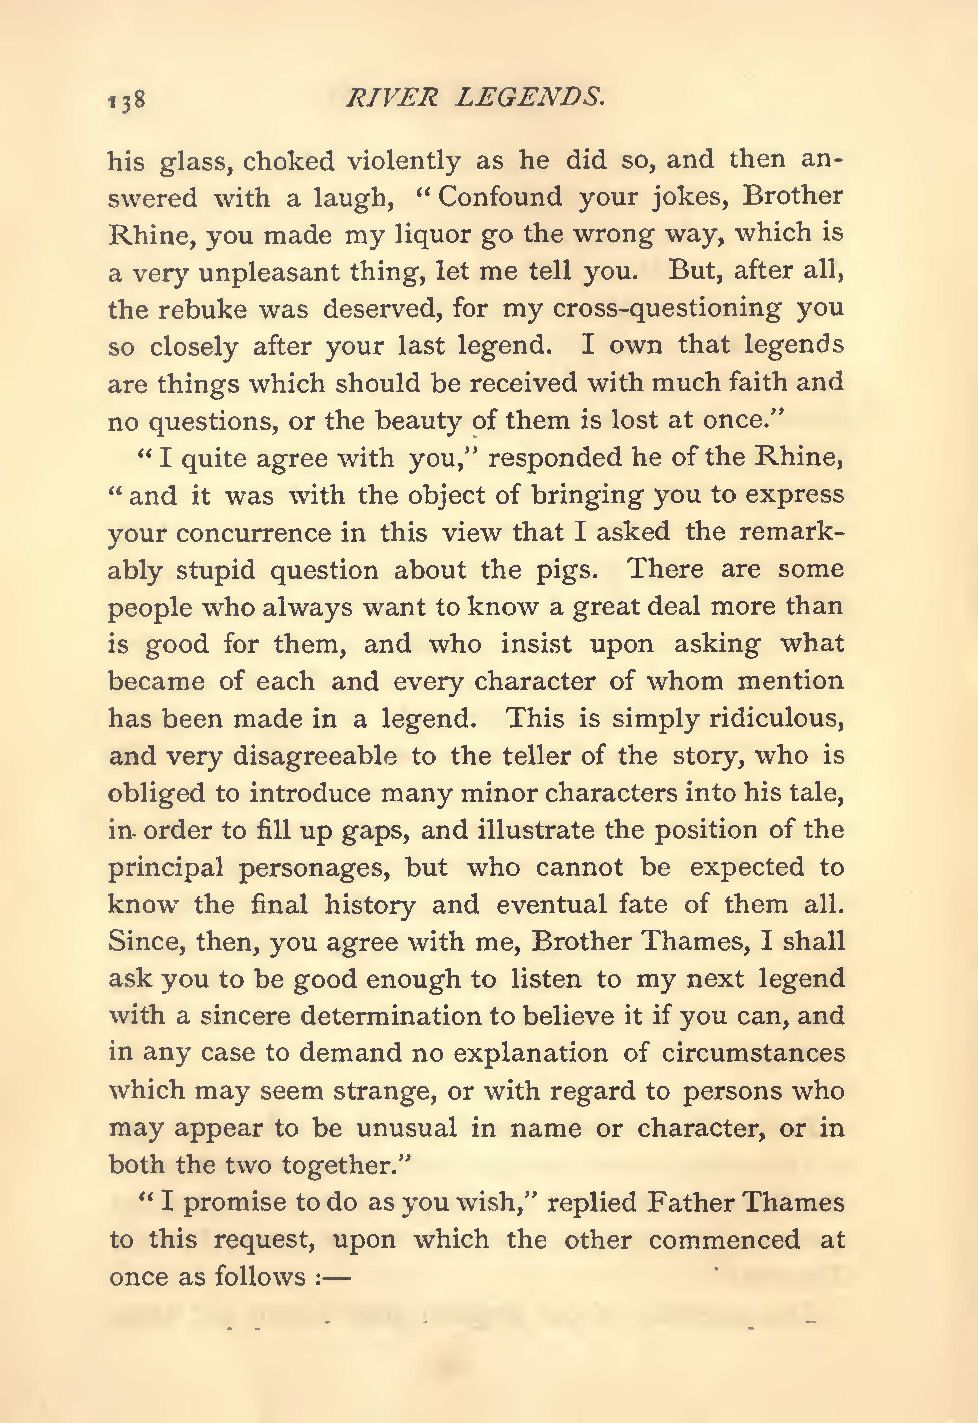 138 RIVER LEGENDS.
his glass, choked violently as he did so, and then an-
swered with a laugh, “ Confound your jokes, Brother
Rhine, you made my liquor go the wrong way, which is
a very unpleasant thing, let me tell you. But, after all,
the rebuke was deserved, for my cross-questioning you
so closely after your last legend. I own that legends
are things which should be received with much faith and
no questions, or the beauty of them is lost at once.”
“ I quite agree with you,” responded he of the Rhine,
“ and it was with the object of bringing you to express
your concurrence in this view that I asked the remark-
ably stupid question about the pigs. There are some
people who always want to know a great deal more than
is good for them, and who insist upon asking what
became of each and every character of whom mention
has been made in a legend. This is simply ridiculous,
and very disagreeable to the teller of the story, who is
obliged to introduce many minor characters into his tale,
in order to fill up gaps, and illustrate the position of the
principal personages, but who cannot be expected to
know the final history and eventual fate of them all.
Since, then, you agree with me, Brother Thames, I shall
ask you to be good enough to listen to my next legend
with a sincere determination to believe it if you can, and
in any case to demand no explanation of circumstances
which may seem strange, or with regard to persons who
may appear to be unusual in name or character, or in
both the two together.”
“ I promise to do as you wish,” replied Father Thames
to this request, upon which the other commenced at
once as follows :—